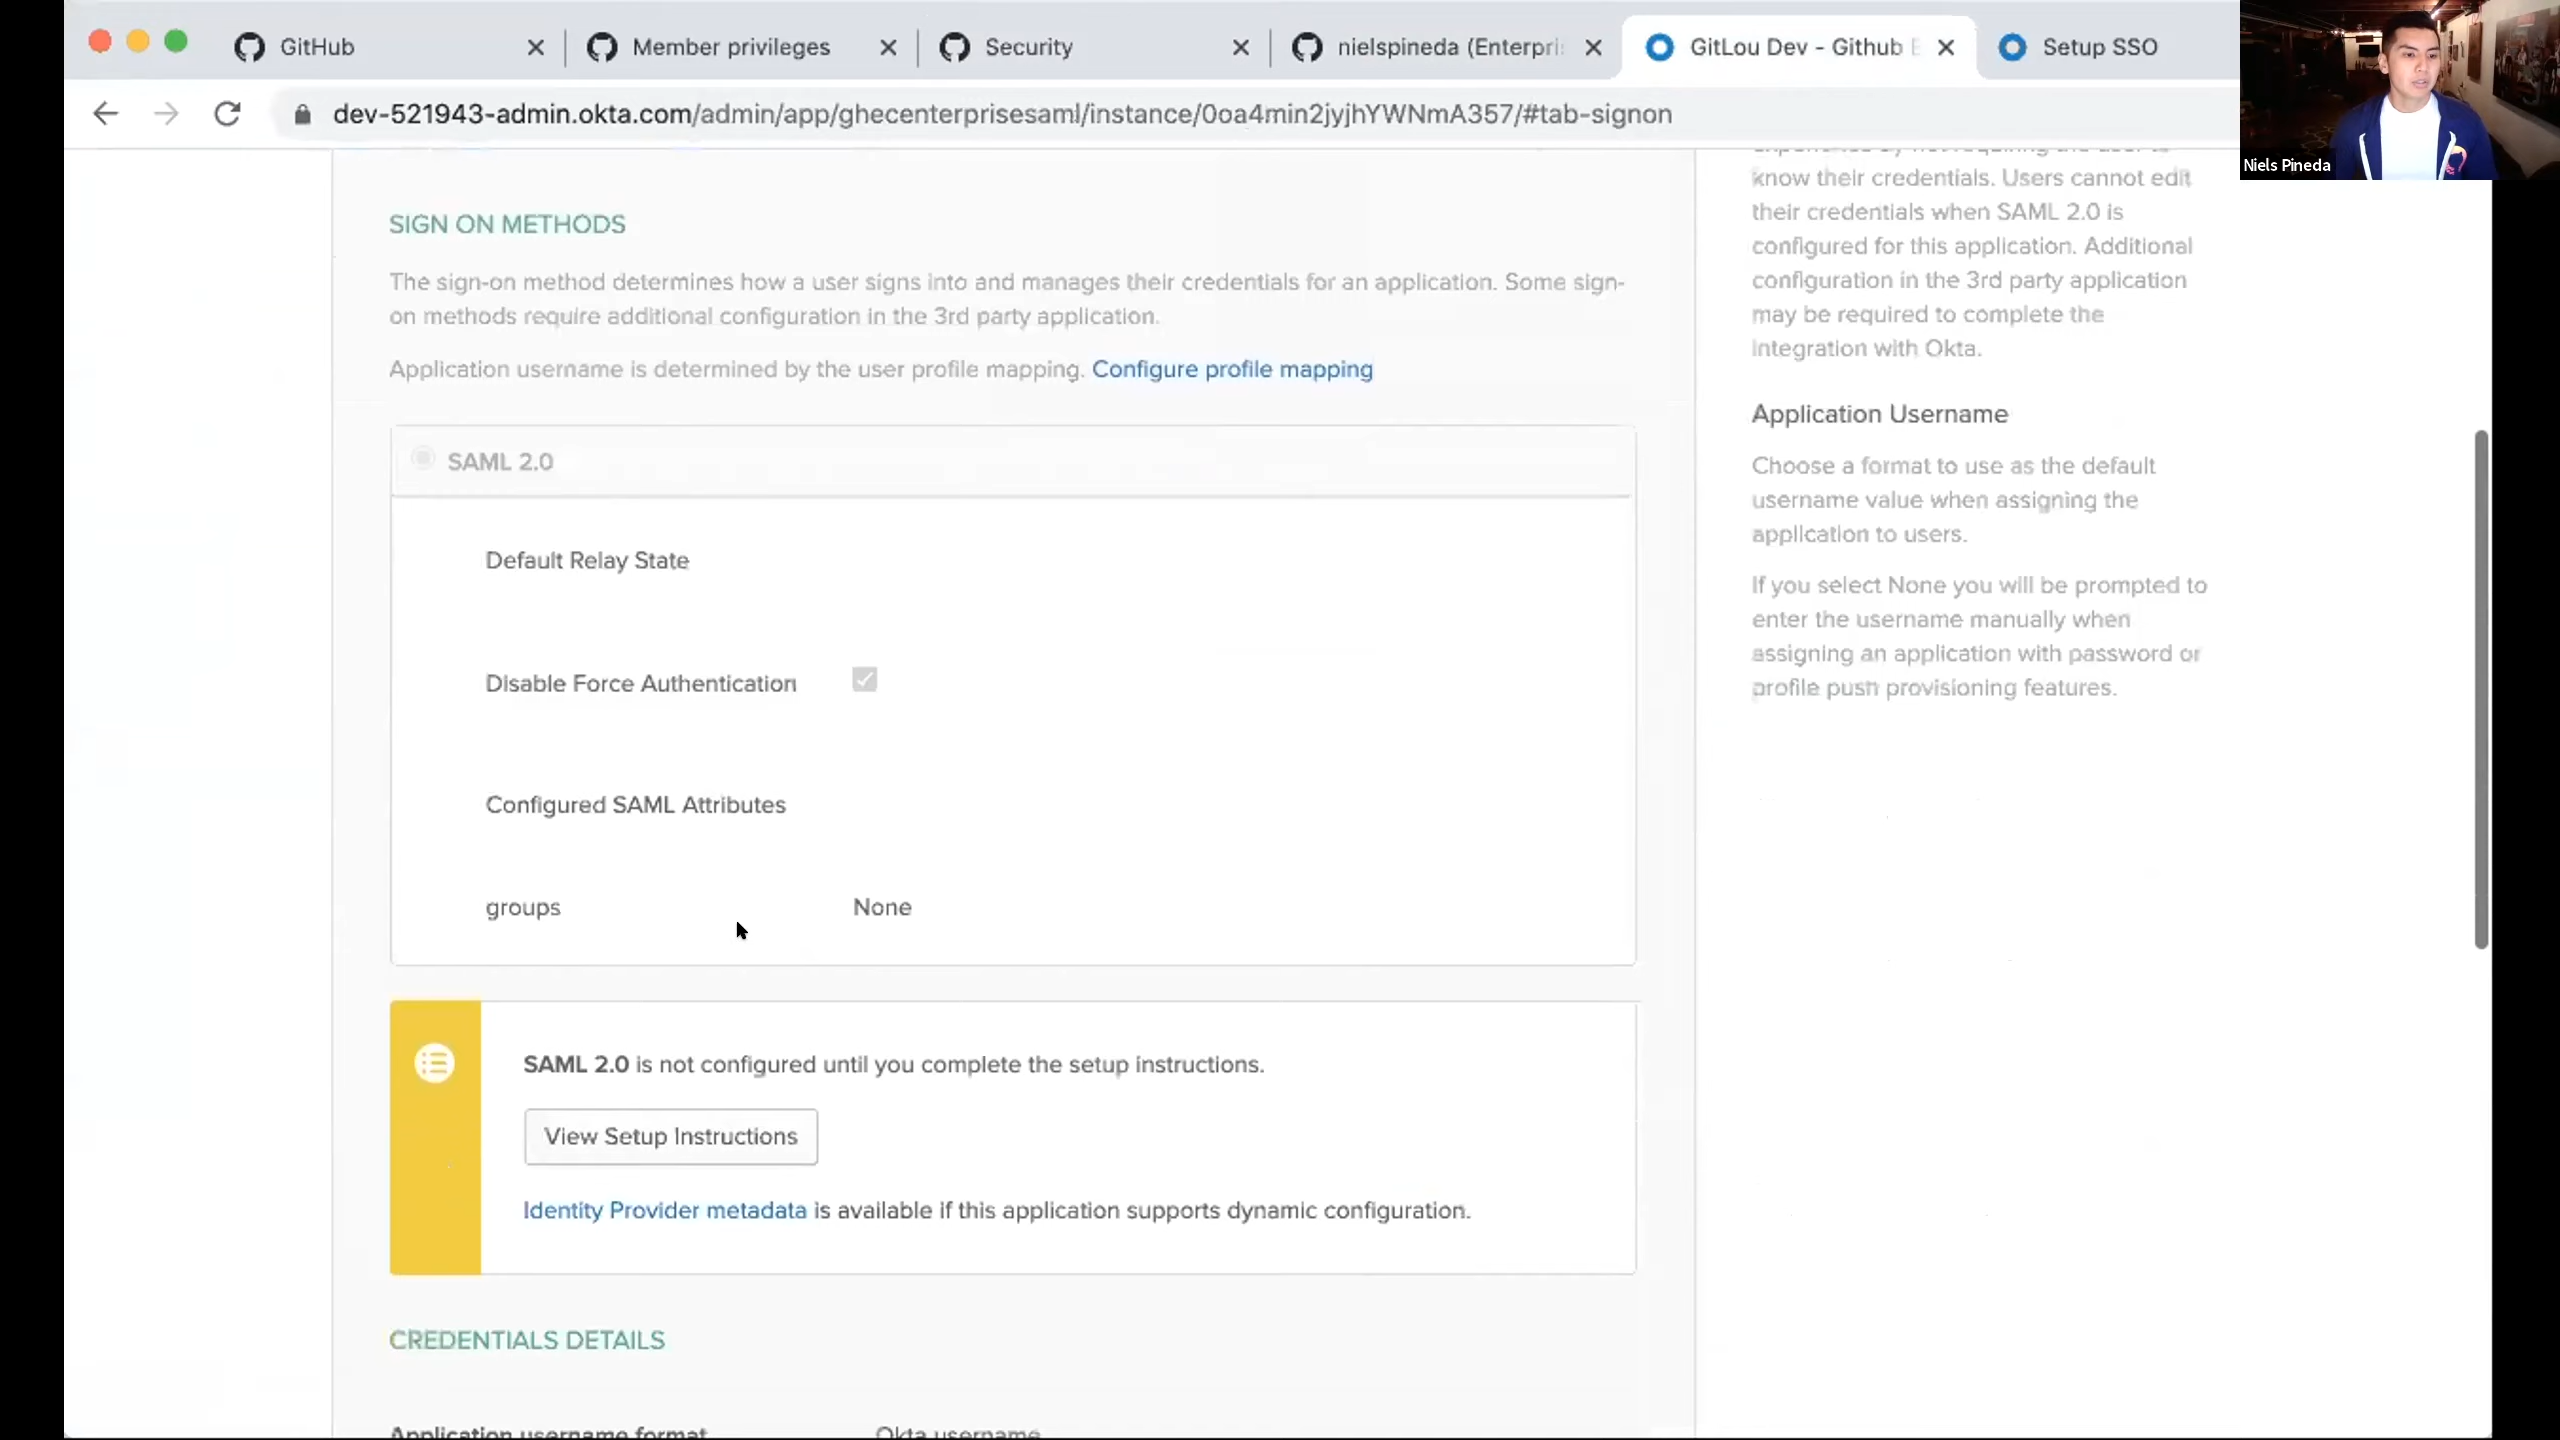 GitHub
Member privileges
Security
nielspineda (Enterpri
GitLou Dev - Github E
Setup SSO
dev-521943-admin.okta.com/admin/app/ghecenterprisesaml/instance/0oa4min2jyjhYWNmA357/#tab-signon
Niels Pineda
SIGN ON METHODS
The sign-on method determines how a user signs into and manages their credentials for an application. Some sign-
on methods require additional configuration in the 3rd party application.
Application username is determined by the user profile mapping. Configure profile mapping
SAML 2.0
Default Relay State
Disable Force Authentication
Configured SAML Attributes
groups None
SAML 2.0 is not configured until you complete the setup instructions.
View Setup Instructions
Identity Provider metadata is available if this application supports dynamic configuration.
CREDENTIALS DETAILS
Application username format Okta username
experience by not requiring the user to
know their credentials. Users cannot edit
their credentials when SAML 2.0 is
configured for this application. Additional
configuration in the 3rd party application
may be required to complete the
integration with Okta.
Application Username
Choose a format to use as the default
username value when assigning the
application to users.
If you select None you will be prompted to
enter the username manually when
assigning an application with password or
profile push provisioning features.